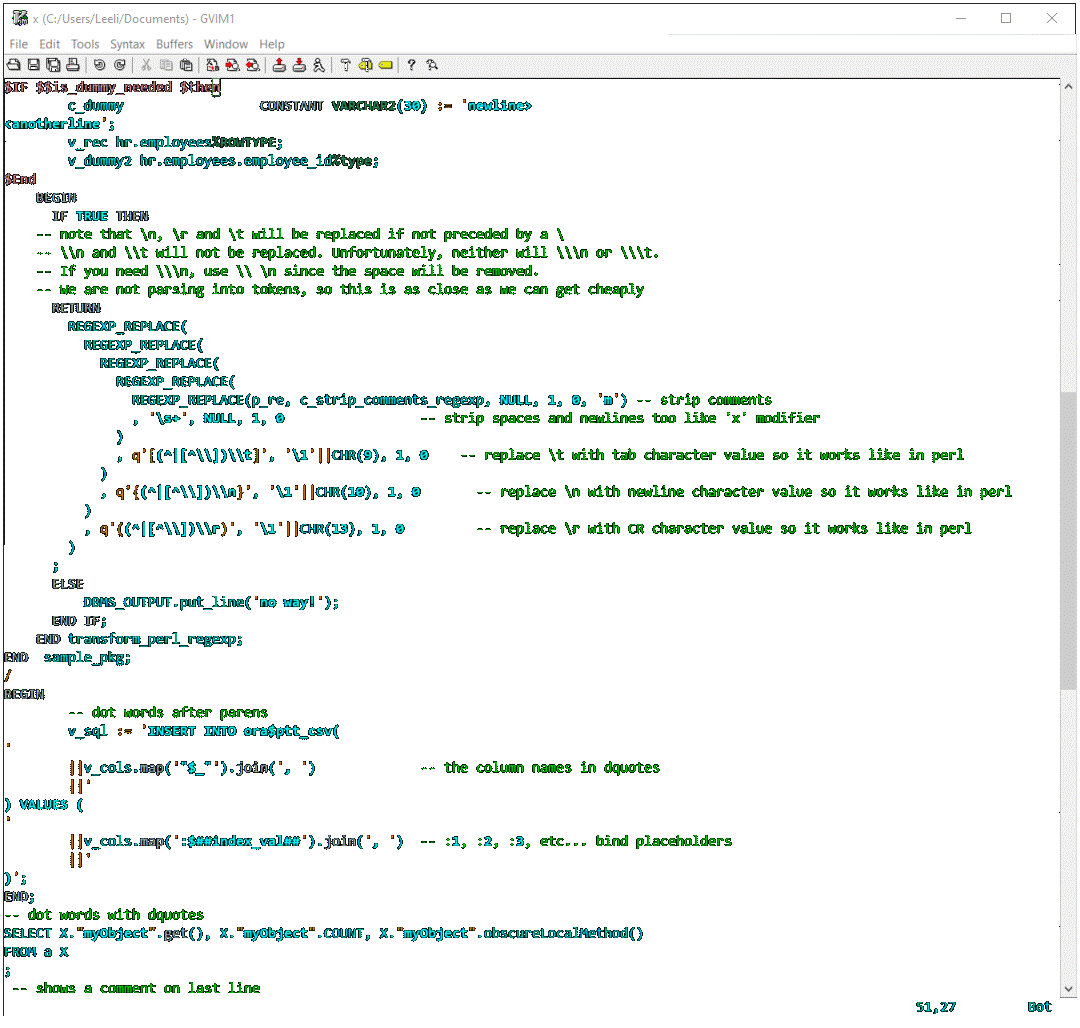 x (C:/Users/Leeli/Documents) - GVIM1
File Edit Tools Syntax Buffers Window Help
$IF $$is_dummy_needed $then
c_dummy CONSTANT VARCHAR2(30) := 'newline>
<anotherline';
v_rec hr.employees%ROWTYPE;
v_dummy2 hr.employees.employee_id%type;
$End
BEGIN
IF TRUE THEN
-- note that \n, \r and \t will be replaced if not preceded by a \
-- \\n and \\t will not be replaced. Unfortunately, neither will \\\n or \\\t.
-- If you need \\\n, use \\ \n since the space will be removed.
-- We are not parsing into tokens, so this is as close as we can get cheaply
RETURN
REGEXP_REPLACE(
REGEXP_REPLACE(
REGEXP_REPLACE(
REGEXP_REPLACE(
REGEXP_REPLACE(p_re, c_strip_comments_regexp, NULL, 1, 0, 'm') -- strip comments
, '\s+', NULL, 1, 0 -- strip spaces and newlines too like 'x' modifier
)
, q'[(^|[^\\])\\t]', '\1'||CHR(9), 1, 0 -- replace \t with tab character value so it works like in perl
)
, q'{(^|[^\\])\\n}', '\1'||CHR(10), 1, 0 -- replace \n with newline character value so it works like in perl
)
, q'((^|[^\\])\\r)', '\1'||CHR(13), 1, 0 -- replace \r with CR character value so it works like in perl
)
;
ELSE
DBMS_OUTPUT.put_line('no way!');
END IF;
END transform_perl_regexp;
END sample_pkg;
/
BEGIN
-- dot words after parens
v_sql := 'INSERT INTO ora$ptt_csv(
'
||v_cols.map('"$_"').join(', ') -- the column names in dquotes
||'
) VALUES (
'
||v_cols.map(':$##index_val##').join(', ') -- :1, :2, :3, etc... bind placeholders
||'
)';
END;
-- dot words with dquotes
SELECT X."myObject".get(), X."myObject".COUNT, X."myObject".obscureLocalMethod()
FROM a X
;
-- shows a comment on last line
51,27 Bot